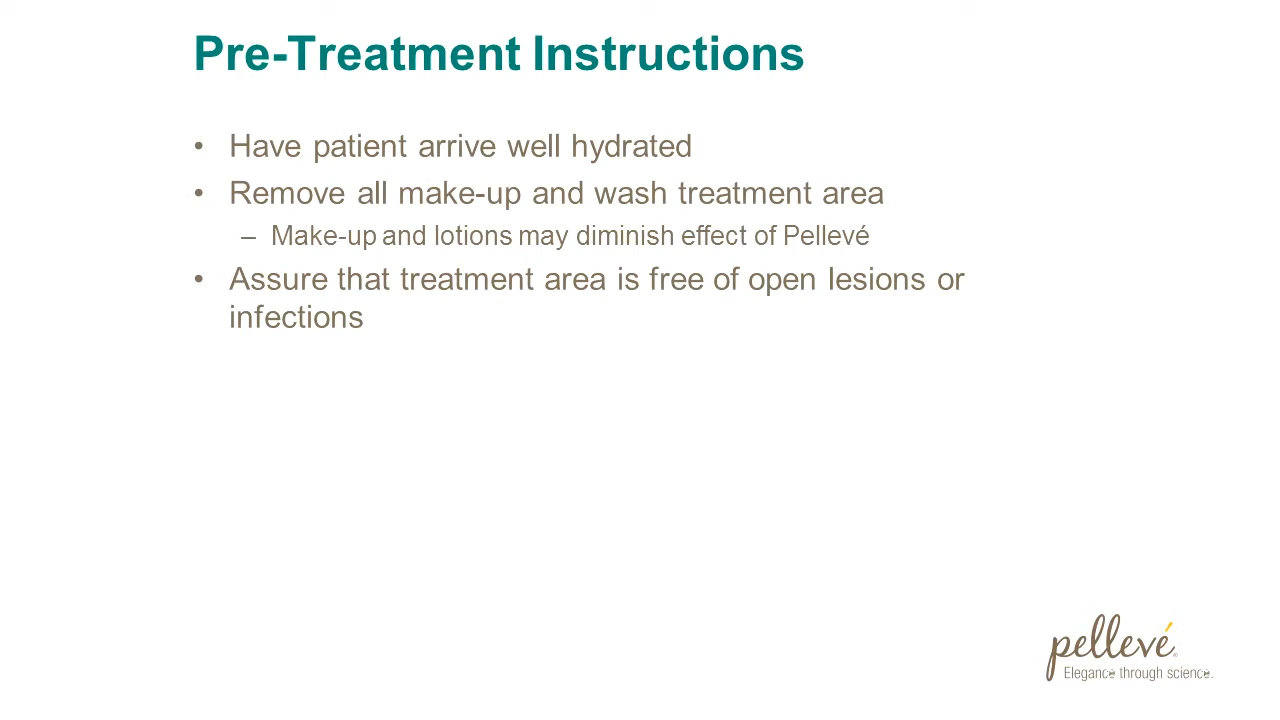 Pre-Treatment Instructions
• Have patient arrive well hydrated
• Remove all make-up and wash treatment area
– Make-up and lotions may diminish effect of Pellevé
• Assure that treatment area is free of open lesions or
infections
pellevé®
Elegance through science.